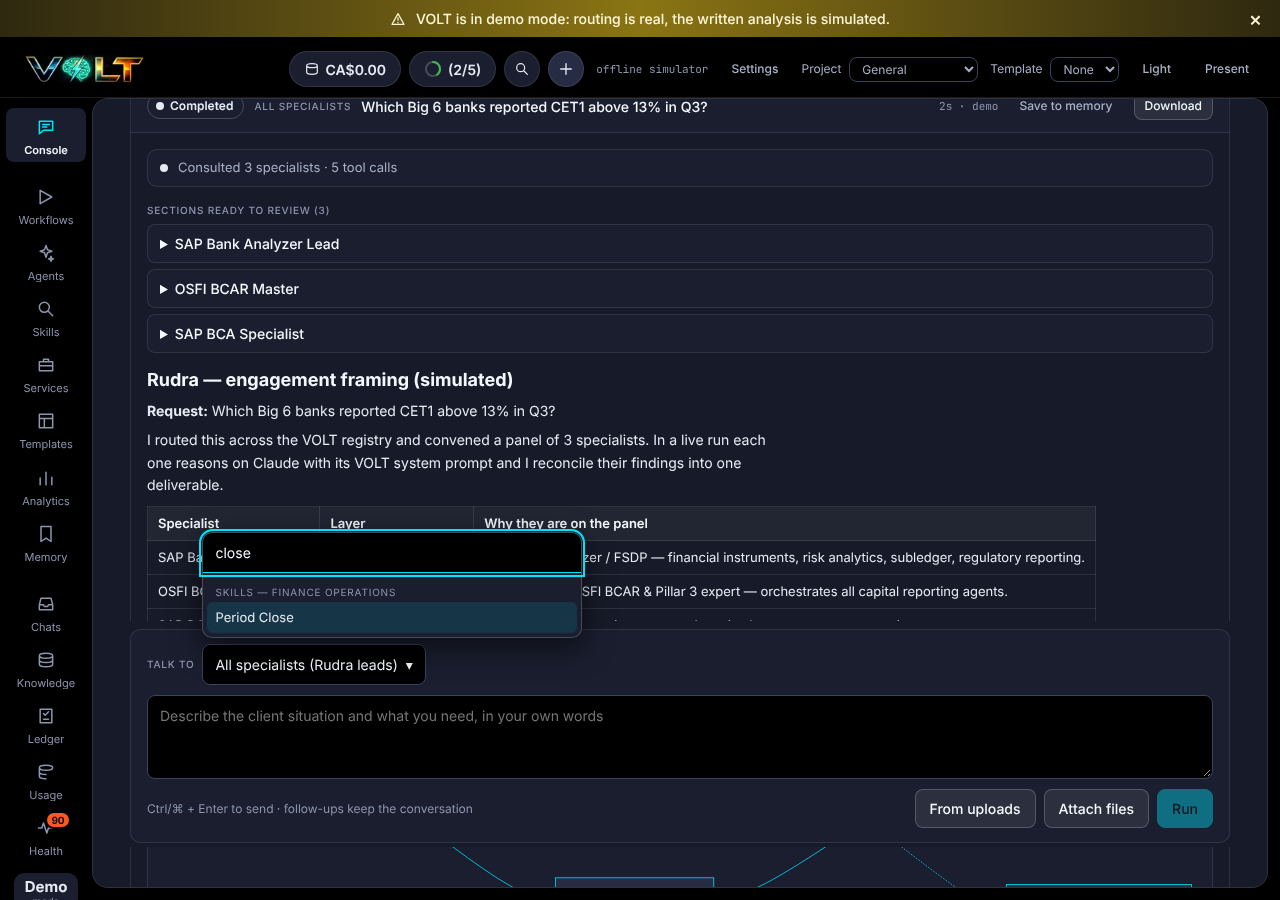 VOLT is in demo mode: routing is real, the written analysis is simulated.
VOLT
CA$0.00
(2/5)
offline simulator
Settings
Project
General
Template
None
Light
Present
Console
Workflows
Agents
Skills
Services
Templates
Analytics
Memory
Chats
Knowledge
Ledger
Usage
90
Health
Demo
Completed
ALL SPECIALISTS
Which Big 6 banks reported CET1 above 13% in Q3?
2s · demo
Save to memory
Download
Consulted 3 specialists · 5 tool calls
SECTIONS READY TO REVIEW (3)
SAP Bank Analyzer Lead
OSFI BCAR Master
SAP BCA Specialist
Rudra — engagement framing (simulated)
Request: Which Big 6 banks reported CET1 above 13% in Q3?
I routed this across the VOLT registry and convened a panel of 3 specialists. In a live run each
one reasons on Claude with its VOLT system prompt and I reconcile their findings into one
deliverable.
Specialist Layer Why they are on the panel
/ FSDP — financial instruments, risk analytics, subledger, regulatory reporting.
BCAR & Pillar 3 expert — orchestrates all capital reporting agents.
close
SKILLS — FINANCE OPERATIONS
Period Close
TALK TO
All specialists (Rudra leads) ▾
Describe the client situation and what you need, in your own words
Ctrl/⌘ + Enter to send · follow-ups keep the conversation
From uploads
Attach files
Run